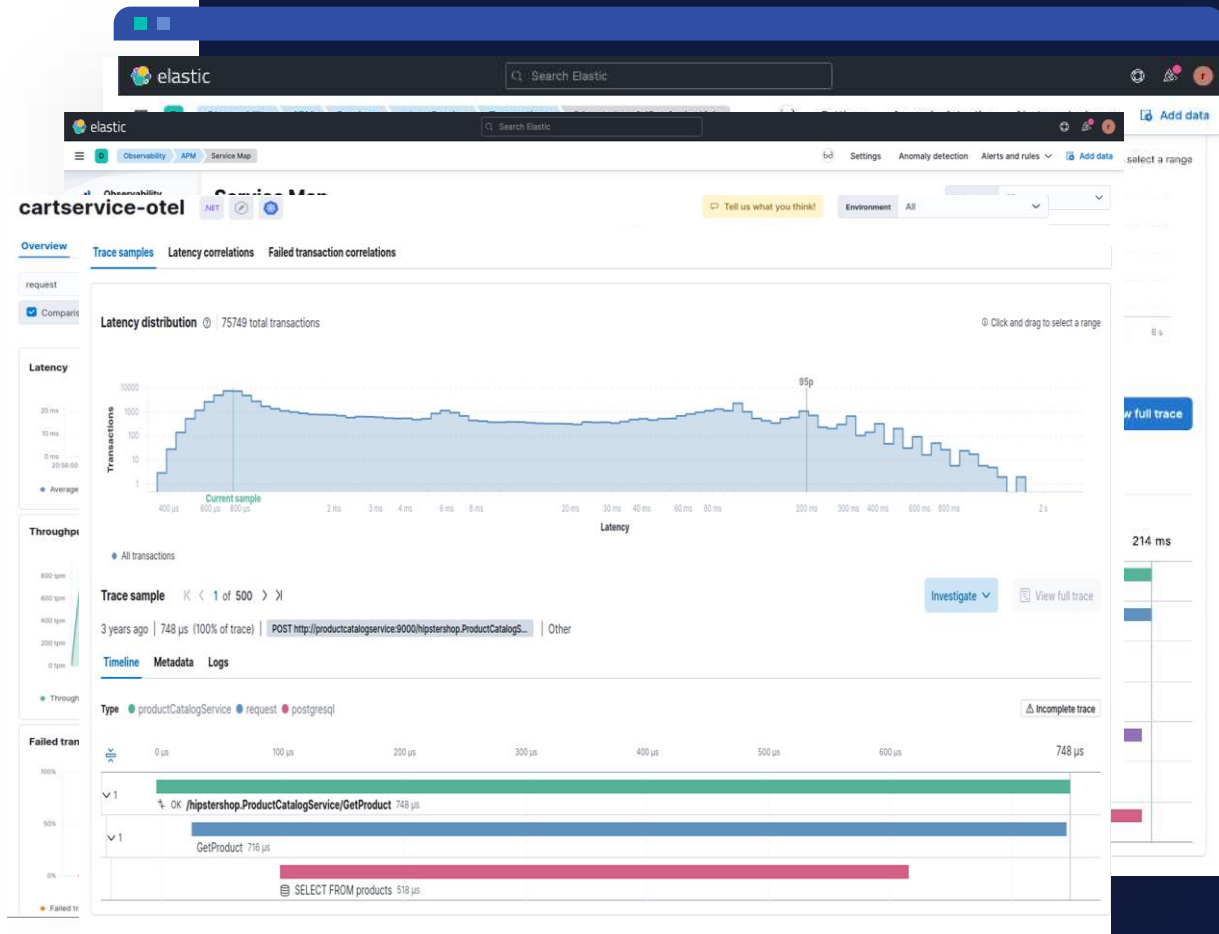 elastic
Search Elastic
r
Add data
elastic
Search Elastic
r
D Observability APM Service Map
Settings Anomaly detection Alerts and rules Add data
select a range
Observability
Service Map
cartservice-otel .NET
Tell us what you think!
Environment All
Overview
Trace samples Latency correlations Failed transaction correlations
request
Comparis
Latency distribution 75749 total transactions
Click and drag to select a range
8 s
Latency
95p
20 ms
10 ms
0 ms
20:56:00
Average
Transactions
10000
1000
100
10
1
Current sample
400 μs 600 μs 800 μs 2 ms 3 ms 4 ms 6 ms 8 ms 20 ms 30 ms 40 ms 60 ms 80 ms 200 ms 300 ms 400 ms 600 ms 800 ms 2 s
Latency
w full trace
Throughpu
All transactions
214 ms
800 tpm
600 tpm
400 tpm
200 tpm
0 tpm
Through
Trace sample 1 of 500
Investigate View full trace
3 years ago 748 μs (100% of trace) POST http://productcatalogservice:9000/hipstershop.ProductCatalogS... Other
Timeline Metadata Logs
Type productCatalogService request postgresql
Incomplete trace
Failed tran
100%
50%
0%
Failed tr
0 μs 100 μs 200 μs 300 μs 400 μs 500 μs 600 μs 748 μs
1
OK /hipstershop.ProductCatalogService/GetProduct 748 μs
1
GetProduct 716 μs
SELECT FROM products 518 μs